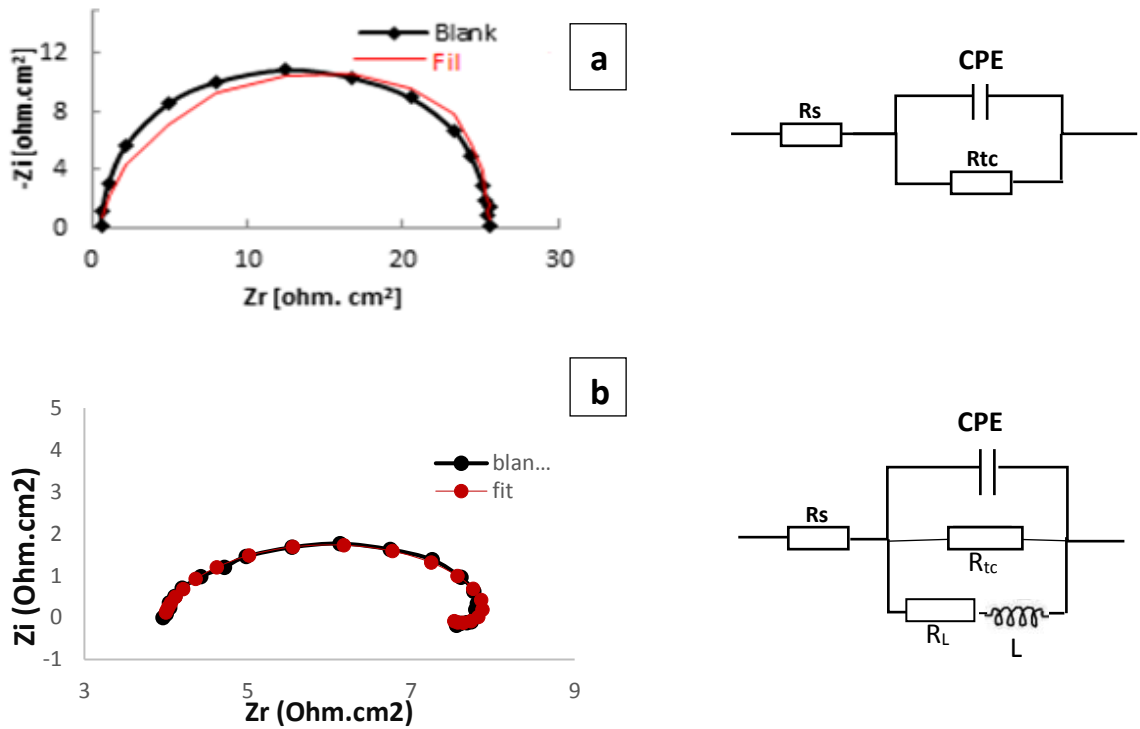 Blank
Fil
a
12
8
4
0
-Zi [ohm.cm²]
0
10
20
30
Zr [ohm. cm²]
CPE
Rs
Rtc
b
5
4
3
2
1
0
-1
Zi (Ohm.cm2)
blan...
fit
3
5
7
9
Zr (Ohm.cm2)
CPE
Rs
Rtc
RL
L